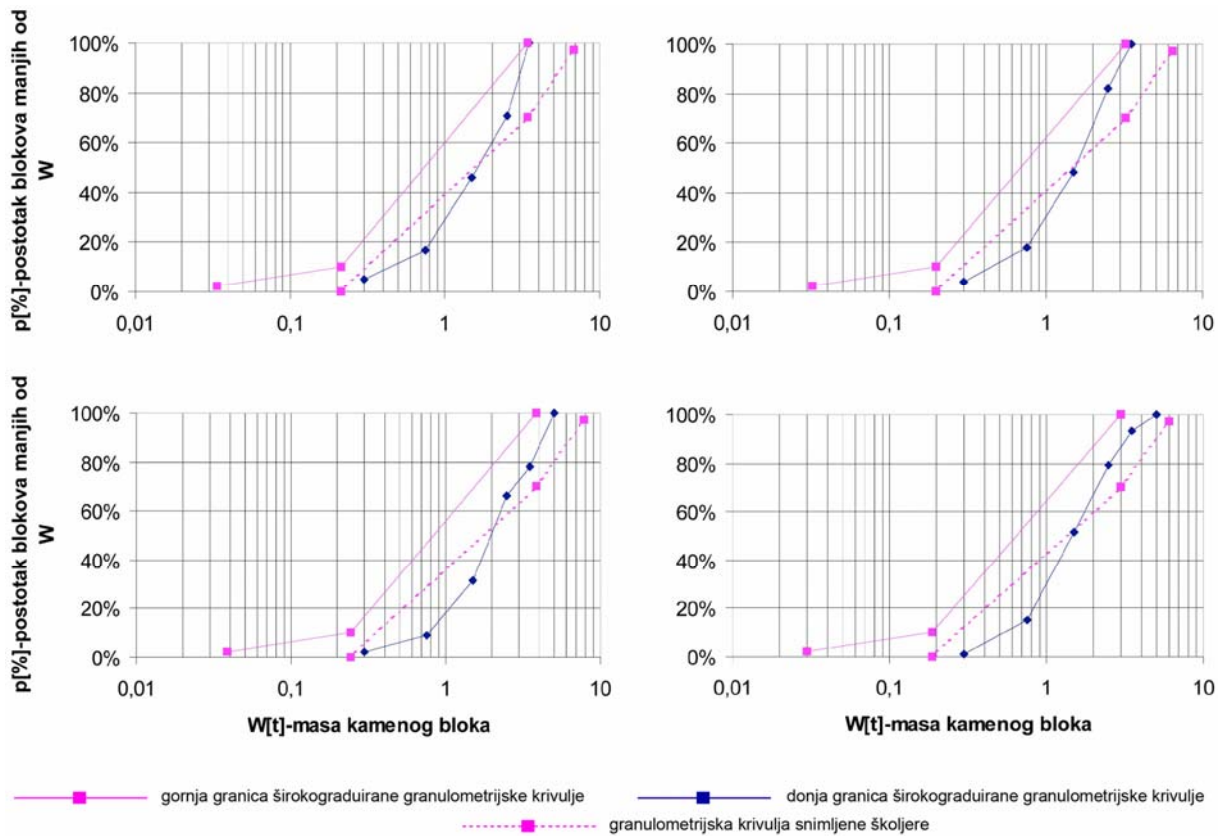 p[%]-postotak blokova manjih od
W
100%
80%
60%
40%
20%
0%
0,01 0,1 1 10
100%
80%
60%
40%
20%
0%
0,01 0,1 1 10
p[%]-postotak blokova manjih od
W
100%
80%
60%
40%
20%
0%
0,01 0,1 1 10
W[t]-masa kamenog bloka
100%
80%
60%
40%
20%
0%
0,01 0,1 1 10
W[t]-masa kamenog bloka
gornja granica širokograduirane granulometrijske krivulje
donja granica širokograduirane granulometrijske krivulje
granulometrijska krivulja snimljene školjere